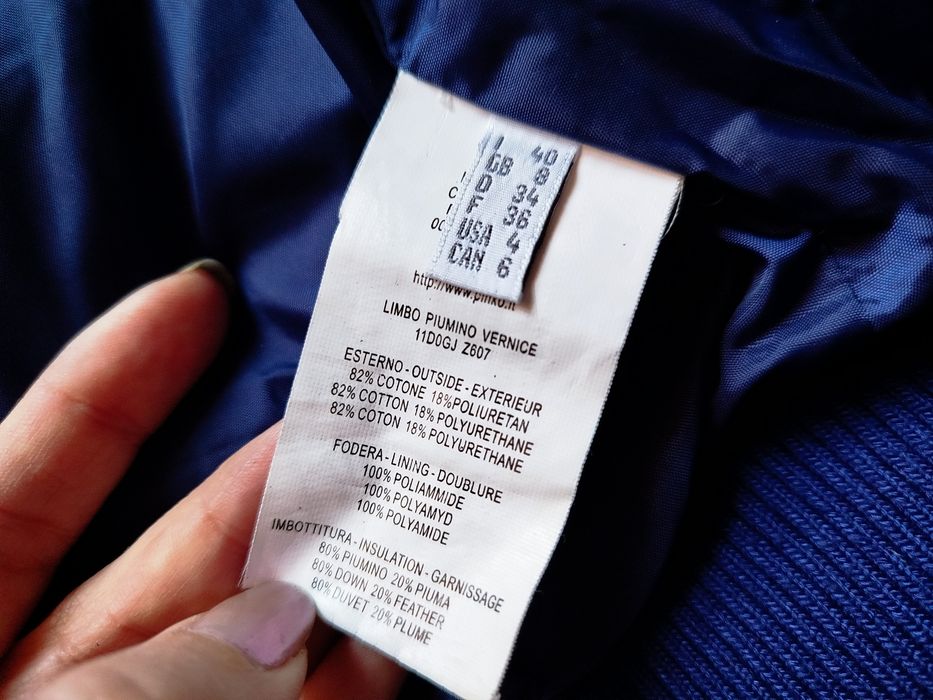 I 40
GB 8
D 34
F 36
USA 4
CAN 6
http://www.pinko.it
LIMBO PIUMINO VERNICE
11D0GJ Z607
ESTERNO - OUTSIDE - EXTERIEUR
82% COTONE 18%POLIURETAN
82% COTTON 18% POLYURETHANE
82% COTON 18% POLYURETHANE
FODERA - LINING - DOUBLURE
100% POLIAMMIDE
100% POLYAMYD
100% POLYAMIDE
IMBOTTITURA - INSULATION - GARNISSAGE
80% PIUMINO 20% PIUMA
80% DOWN 20% FEATHER
80% DUVET 20% PLUME